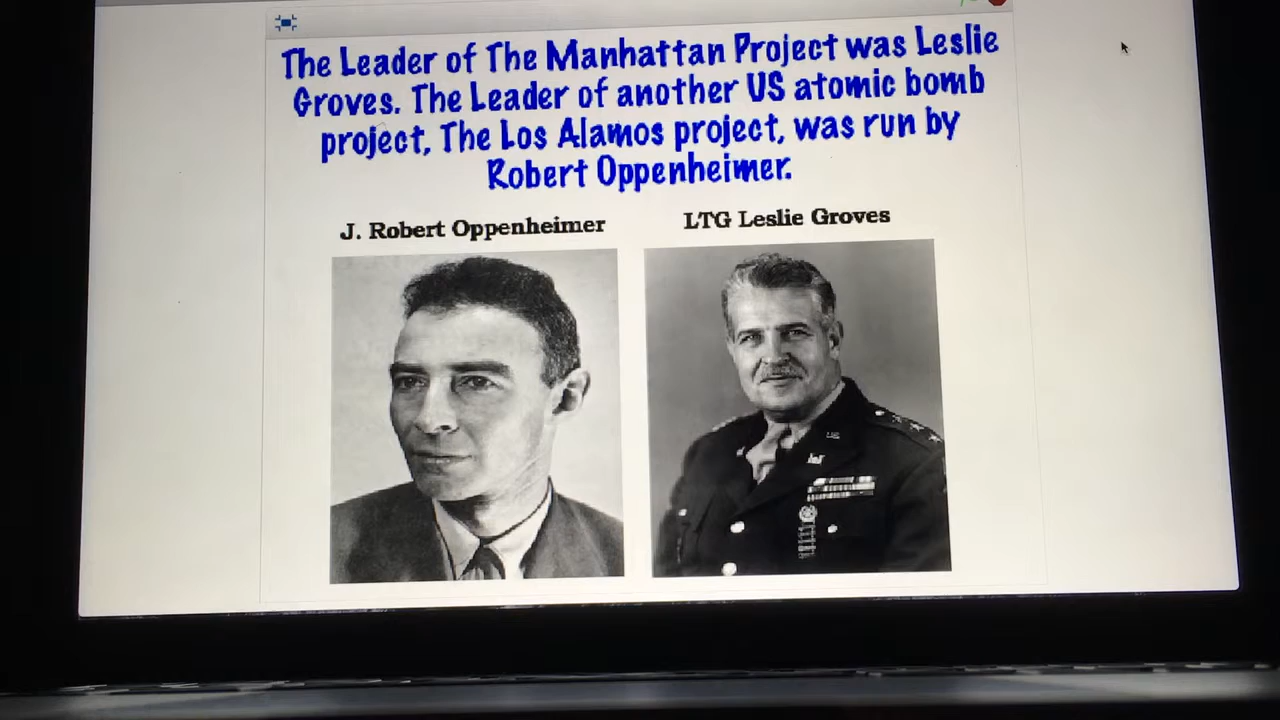 The Leader of The Manhattan Project was Leslie
Groves. The Leader of another US atomic bomb
project, The Los Alamos project, was run by
Robert Oppenheimer.
J. Robert Oppenheimer
LTG Leslie Groves